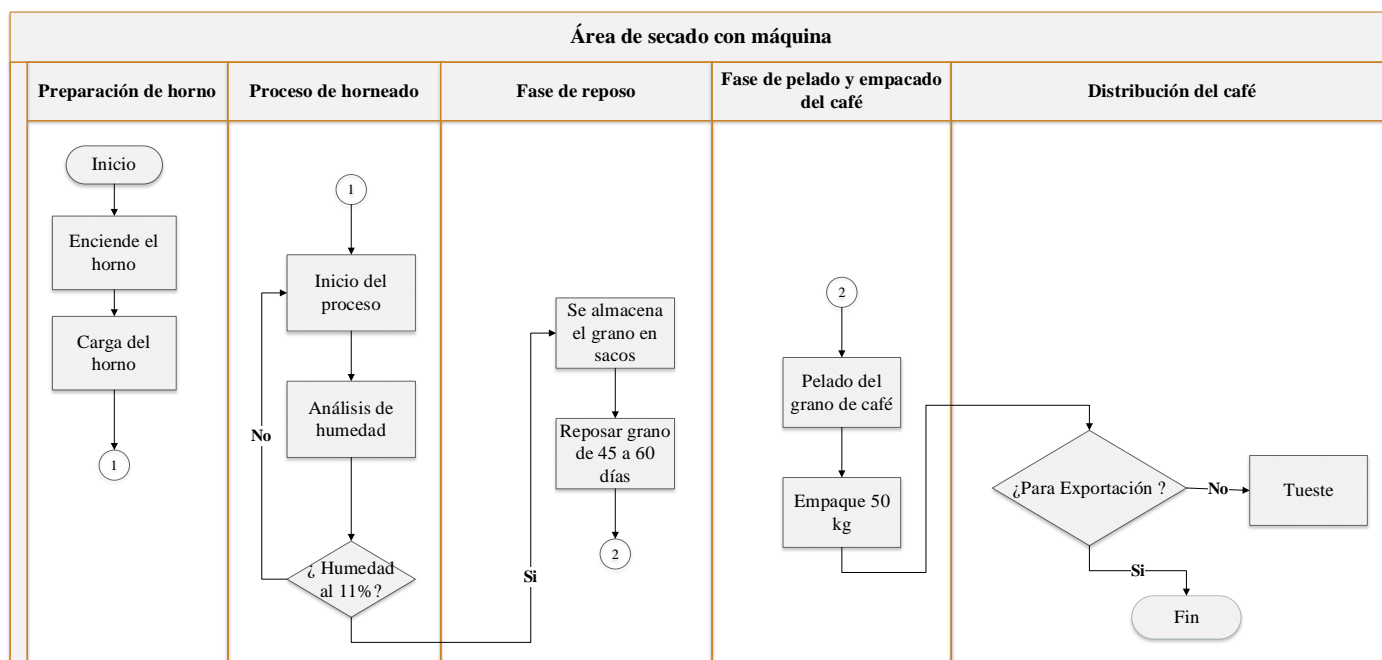 Área de secado con máquina
Preparación de horno
Proceso de horneado
Fase de reposo
Fase de pelado y empacado
del café
Distribución del café
Inicio
Enciende el
horno
Carga del
horno
1
1
Inicio del
proceso
Análisis de
humedad
No
¿ Humedad
al 11%?
Si
Se almacena
el grano en
sacos
Reposar grano
de 45 a 60
días
2
2
Pelado del
grano de café
Empaque 50
kg
¿Para Exportación ?
No
Tueste
Si
Fin